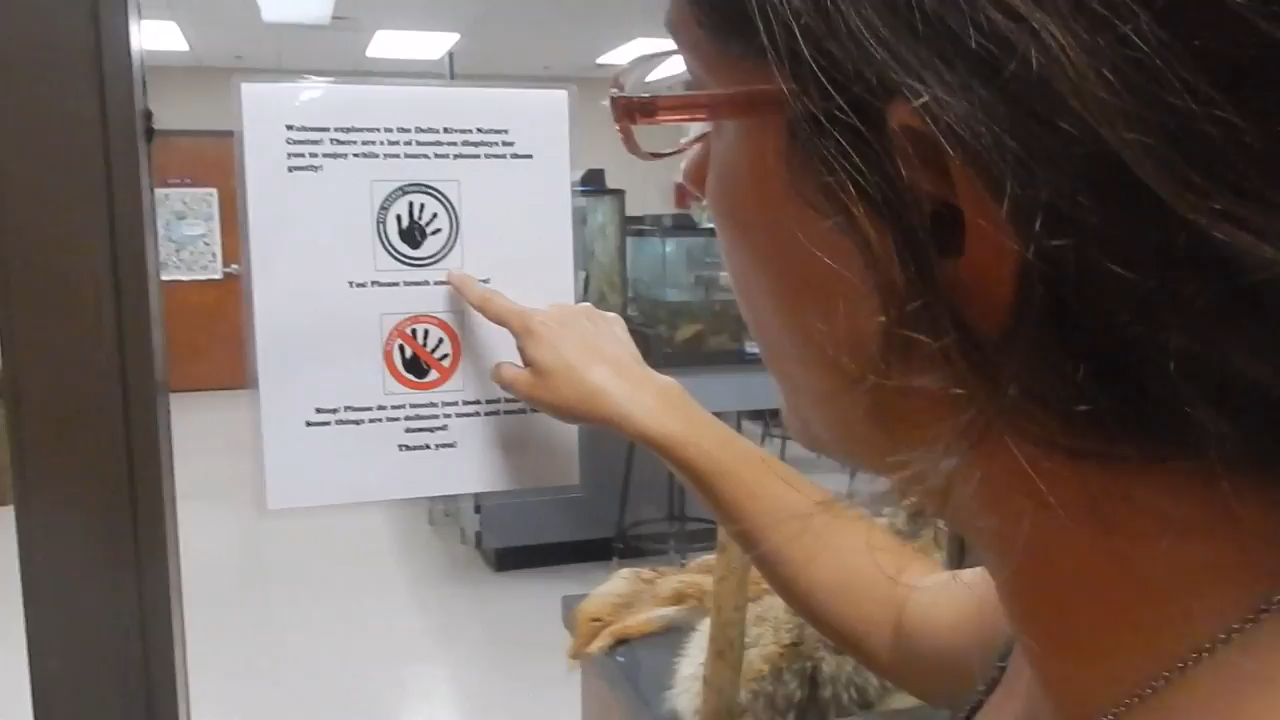 Welcome explorers to the Delta Rivers Nature
Center! There are a lot of hands-on displays for
you to enjoy while you learn, but please treat them
gently!
Yes! Please touch
Stop! Please do not touch; just look and
Some things are too delicate to touch and could
damaged!
Thank you!